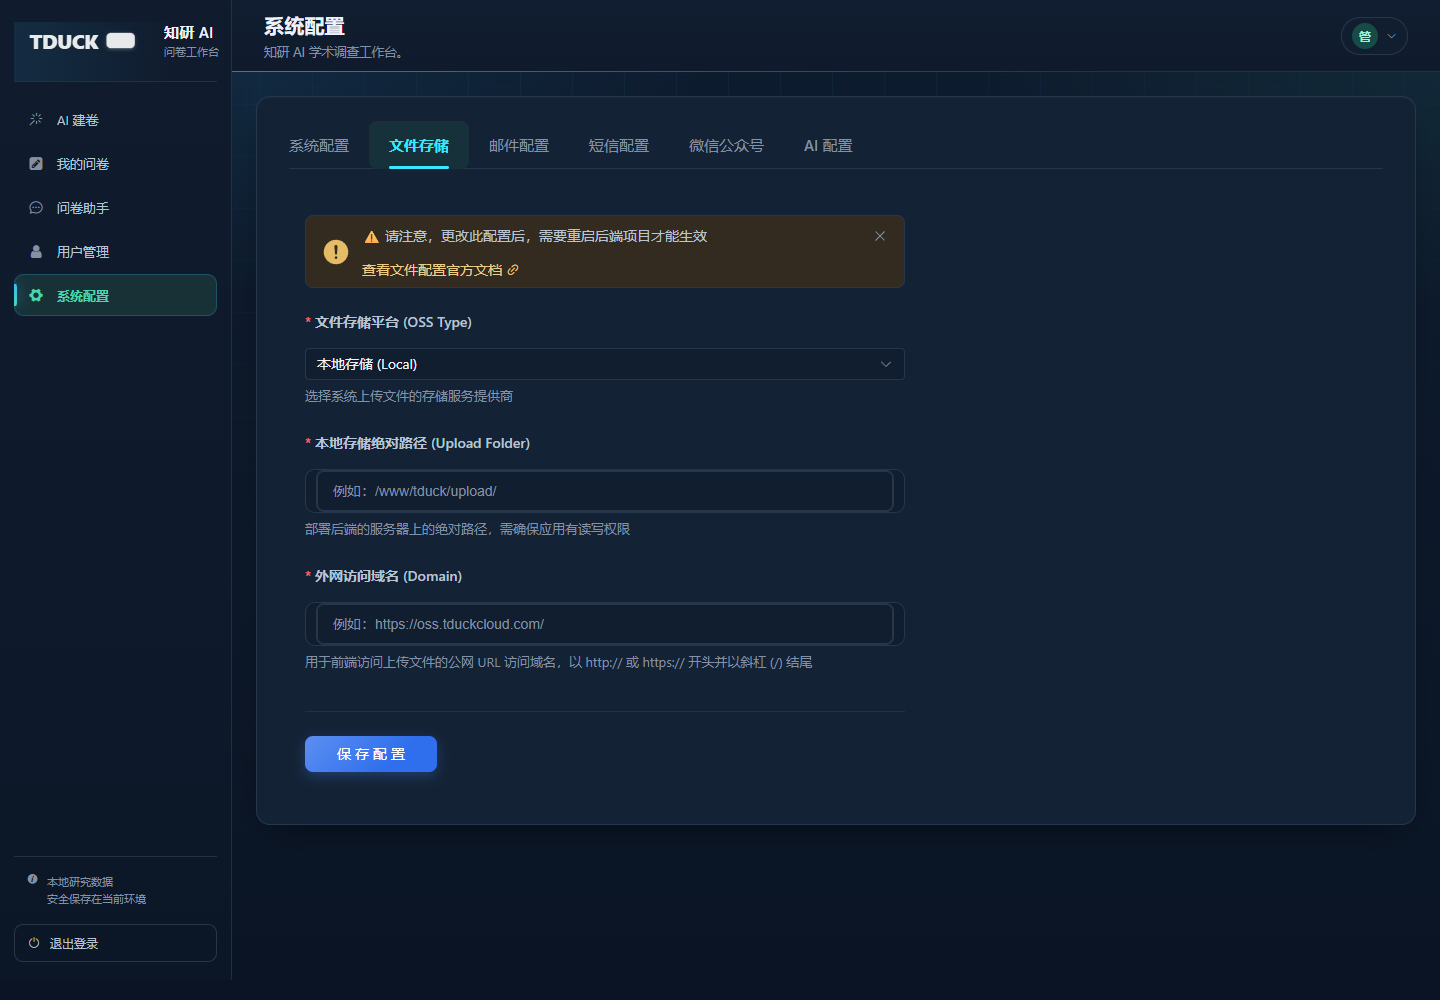 TDUCK
知研 AI
问卷工作台
AI 建卷
我的问卷
问卷助手
用户管理
系统配置
本地研究数据
安全保存在当前环境
退出登录
系统配置
知研 AI 学术调查工作台。
管
系统配置
文件存储
邮件配置
短信配置
微信公众号
AI 配置
请注意，更改此配置后，需要重启后端项目才能生效
查看文件配置官方文档
* 文件存储平台 (OSS Type)
本地存储 (Local)
选择系统上传文件的存储服务提供商
* 本地存储绝对路径 (Upload Folder)
例如：/www/tduck/upload/
部署后端的服务器上的绝对路径，需确保应用有读写权限
* 外网访问域名 (Domain)
例如：https://oss.tduckcloud.com/
用于前端访问上传文件的公网 URL 访问域名，以 http:// 或 https:// 开头并以斜杠 (/) 结尾
保存配置